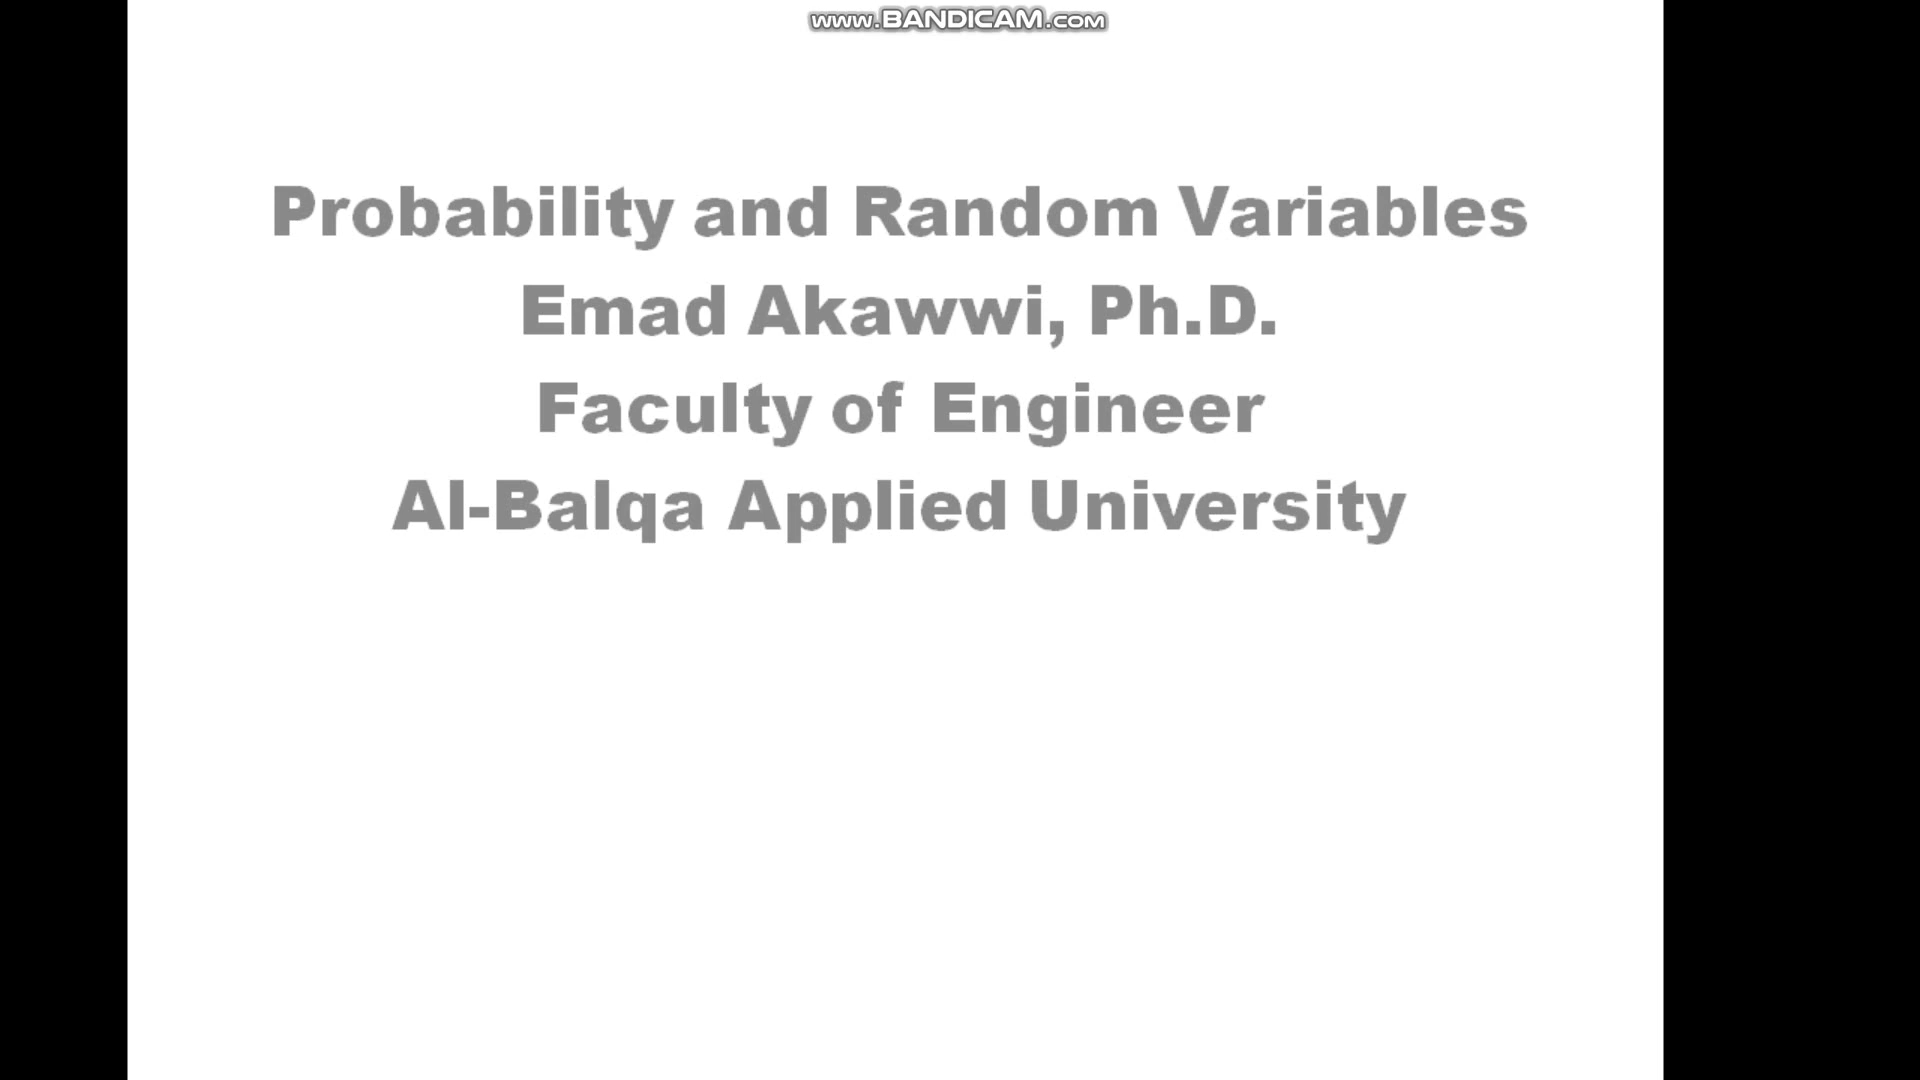 www.BANDICAM.com
Probability and Random Variables
Emad Akawwi, Ph.D.
Faculty of Engineer
Al-Balqa Applied University